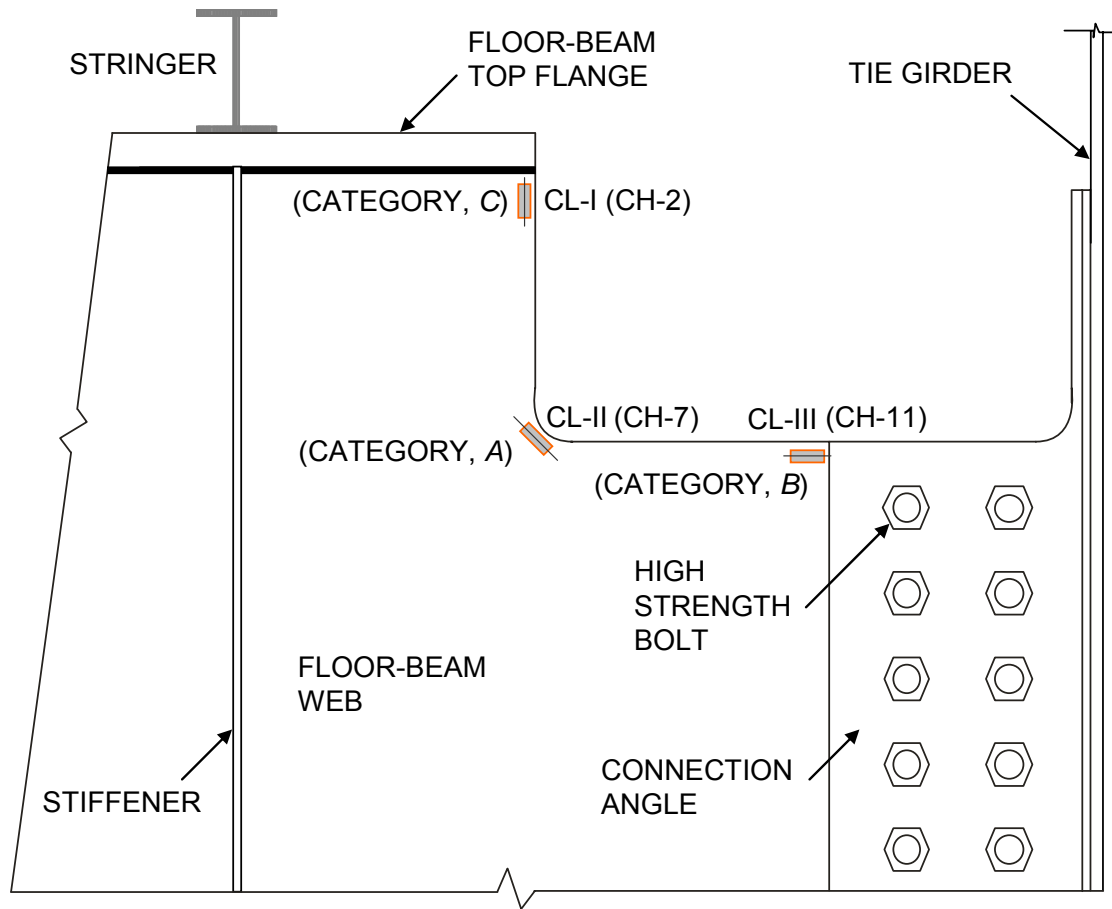 STRINGER
FLOOR-BEAM
TOP FLANGE
TIE GIRDER
(CATEGORY, C)
CL-I (CH-2)
CL-II (CH-7)
CL-III (CH-11)
(CATEGORY, A)
(CATEGORY, B)
HIGH
STRENGTH
BOLT
FLOOR-BEAM
WEB
CONNECTION
ANGLE
STIFFENER